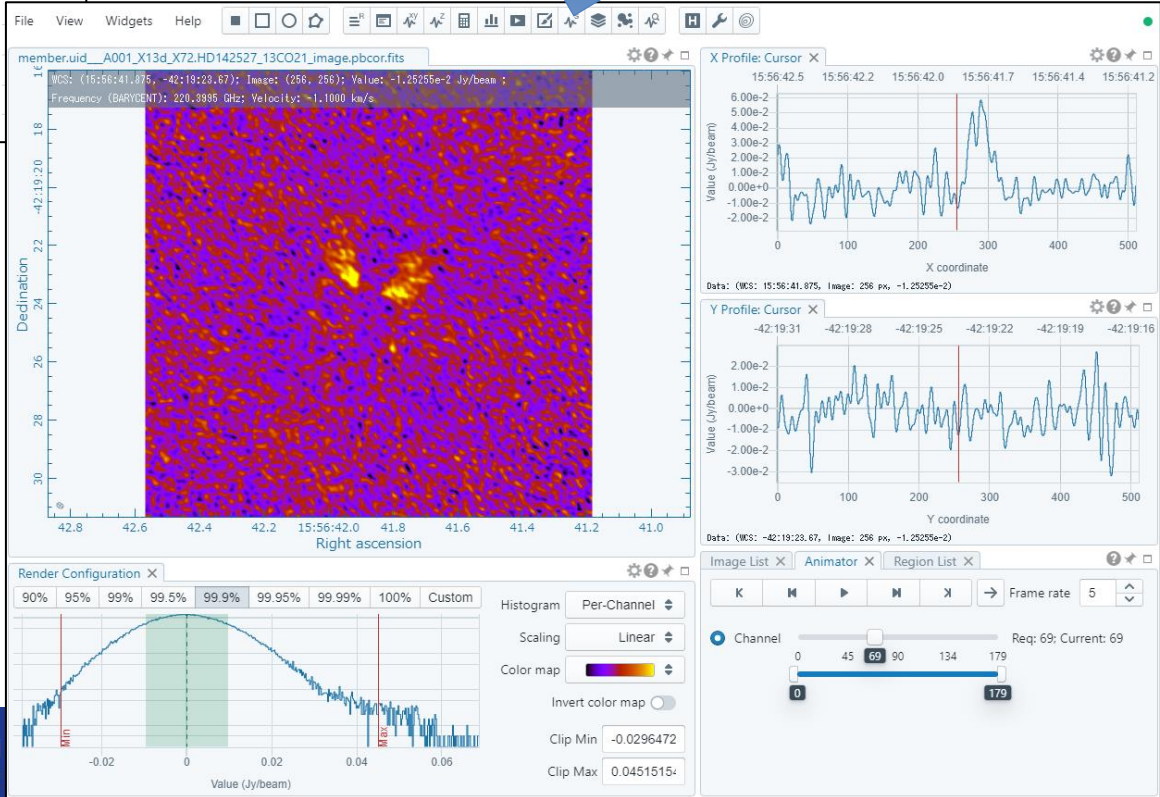 File View Widgets Help
member.uid___A001_X13d_X72.HD142527_13CO21_image.pbcor.fits
WCS: (15:56:41.875, -42:19:23.67); Image: (256, 256); Value: -1.25255e-2 Jy/beam ;
Frequency (BARYCENT): 220.3995 GHz; Velocity: -1.1000 km/s
16
18
-42:19:20
22
24
26
28
30
Declination
42.8 42.6 42.4 42.2 15:56:42.0 41.8 41.6 41.4 41.2 41.0
Right ascension
X Profile: Cursor
15:56:42.5 15:56:42.2 15:56:42.0 15:56:41.7 15:56:41.4 15:56:41.2
6.00e-2
5.00e-2
4.00e-2
3.00e-2
2.00e-2
1.00e-2
0.00e+0
-1.00e-2
-2.00e-2
Value (Jy/beam)
0 100 200 300 400 500
X coordinate
Data: (WCS: 15:56:41.875, Image: 256 px, -1.25255e-2)
Y Profile: Cursor
-42:19:31 -42:19:28 -42:19:25 -42:19:22 -42:19:19 -42:19:16
2.00e-2
1.00e-2
0.00e+0
-1.00e-2
-2.00e-2
-3.00e-2
Value (Jy/beam)
0 100 200 300 400 500
Y coordinate
Data: (WCS: -42:19:23.67, Image: 256 px, -1.25255e-2)
Render Configuration
90% 95% 99% 99.5% 99.9% 99.95% 99.99% 100% Custom
Min
Max
-0.02 0 0.02 0.04 0.06
Value (Jy/beam)
Histogram Per-Channel
Scaling Linear
Color map
Invert color map
Clip Min -0.0296472
Clip Max 0.04515154
Image List Animator Region List
Frame rate 5
Channel Req: 69; Current: 69
0 45 69 90 134 179
0 179